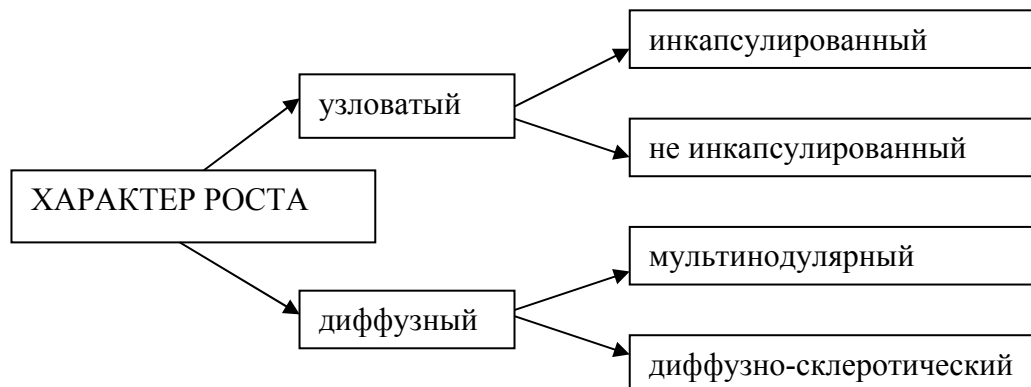 инкапсулированный
узловатый
не инкапсулированный
ХАРАКТЕР РОСТА
мультинодулярный
диффузный
диффузно-склеротический